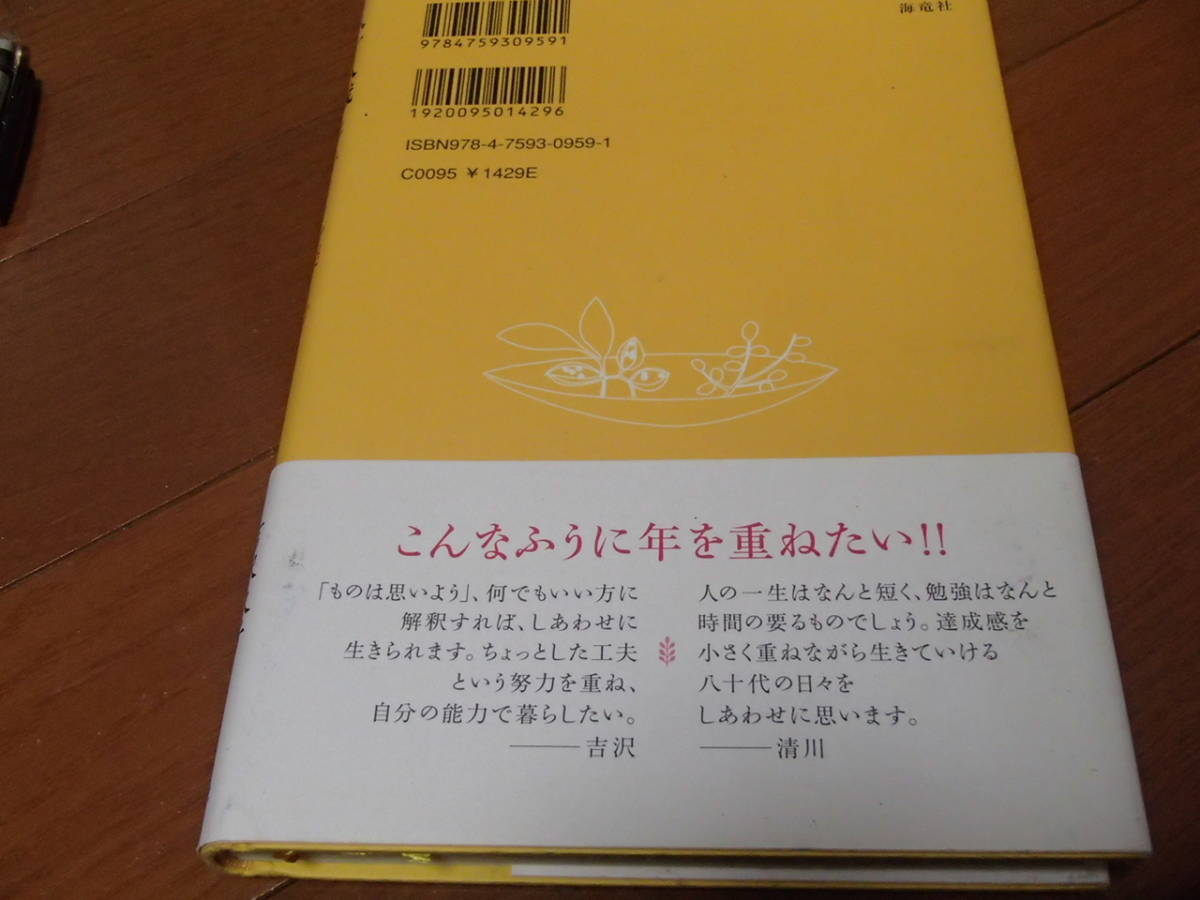 海竜社
9784759309591
1920095014296
ISBN978-4-7593-0959-1
C0095 ¥1429E
こんなふうに年を重ねたい!!
「ものは思いよう」、何でもいい方に
解釈すれば、しあわせに
生きられます。ちょっとした工夫
という努力を重ね、
自分の能力で暮らしたい。
——吉沢
人の一生はなんと短く、勉強はなんと
時間の要るものでしょう。達成感を
小さく重ねながら生きていける
八十代の日々を
しあわせに思います。
——清川